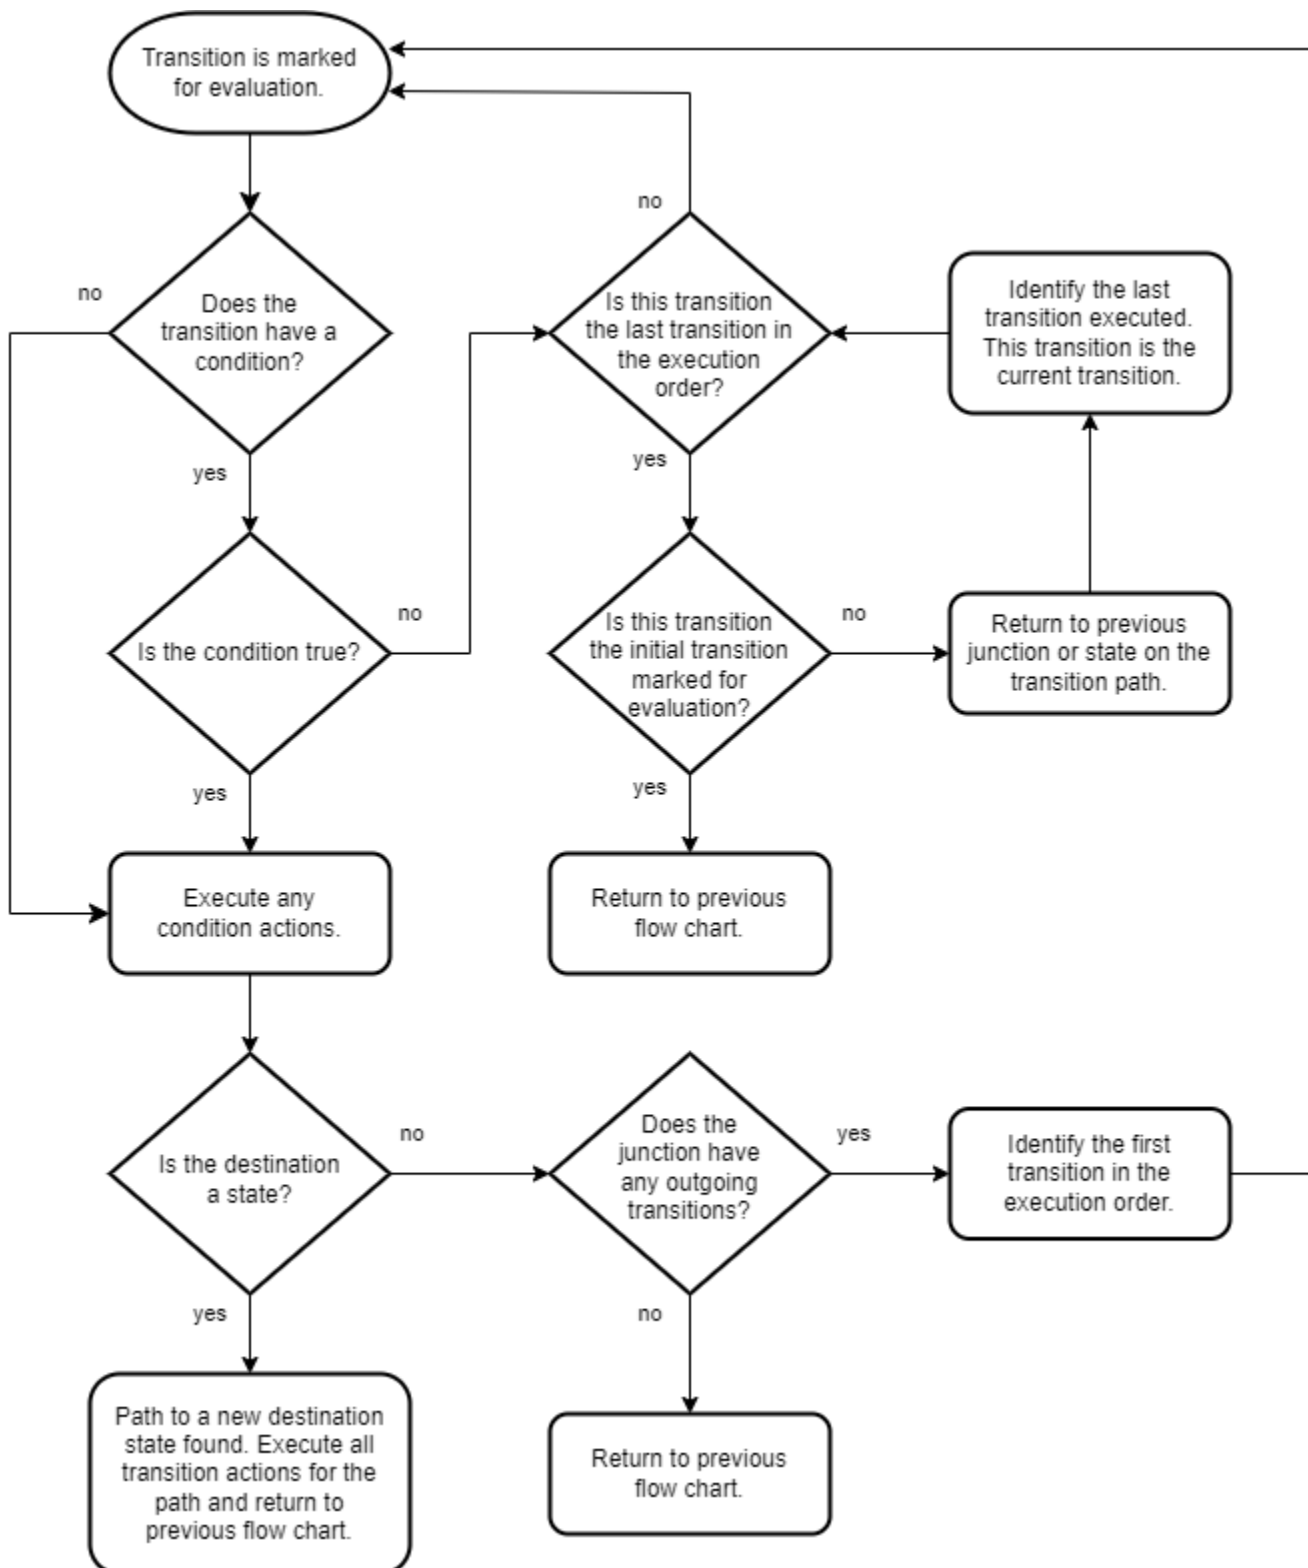 Transition is marked
for evaluation.
no
no
Does the
transition have a
condition?
Is this transition
the last transition in
the execution
order?
Identify the last
transition executed.
This transition is the
current transition.
yes
yes
Is the condition true?
no
Is this transition
the initial transition
marked for
evaluation?
no
Return to previous
junction or state on the
transition path.
yes
yes
Execute any
condition actions.
Return to previous
flow chart.
Is the destination
a state?
no
Does the
junction have
any outgoing
transitions?
yes
Identify the first
transition in the
execution order.
yes
no
Path to a new destination
state found. Execute all
transition actions for the
path and return to
previous flow chart.
Return to previous
flow chart.